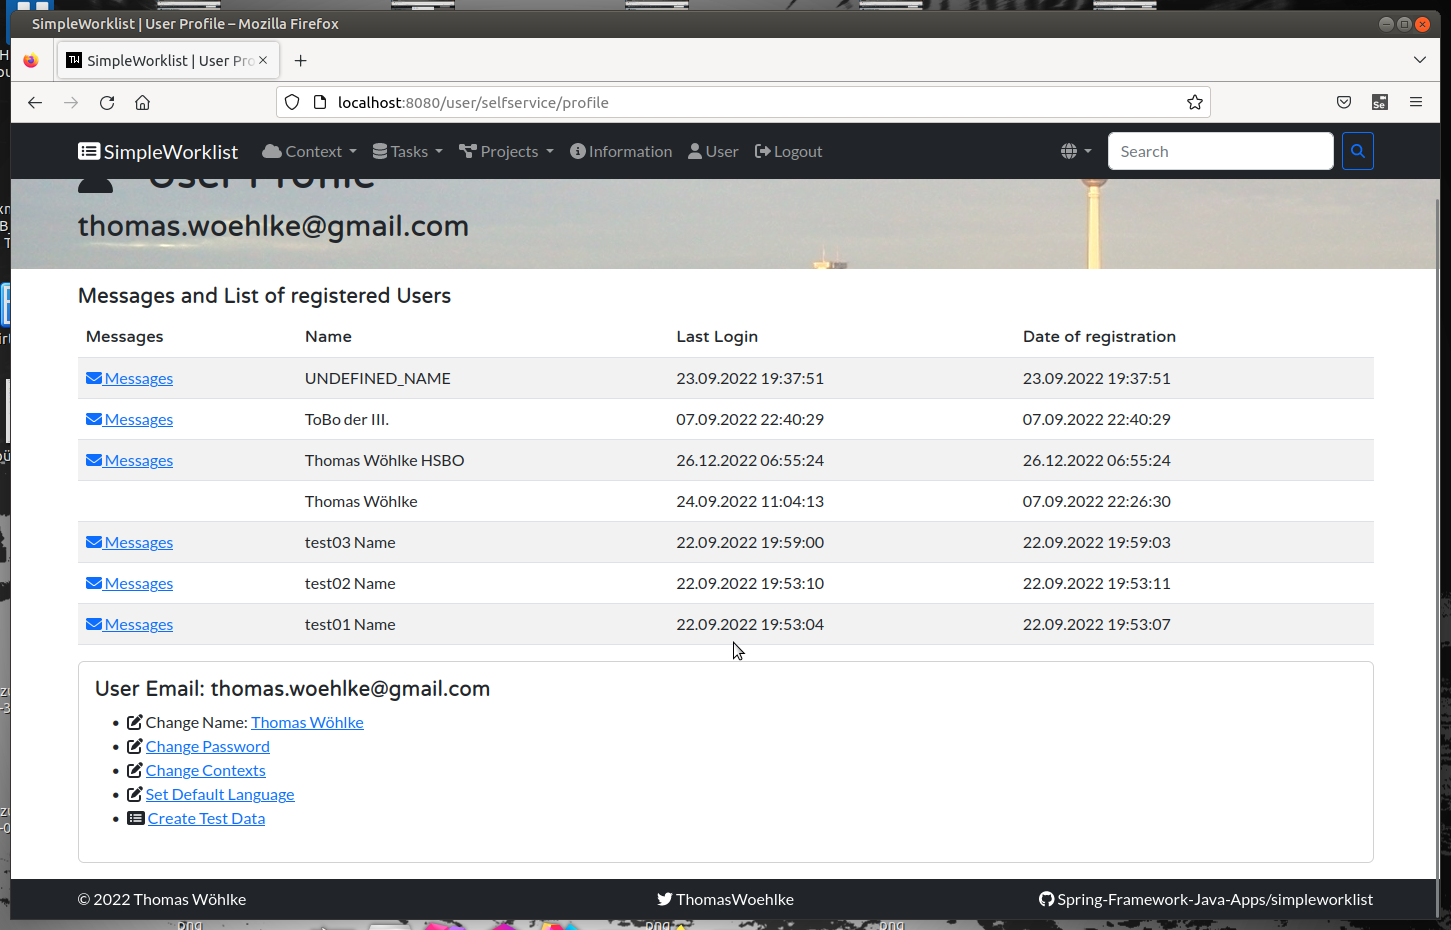 SimpleWorklist | User Profile – Mozilla Firefox
SimpleWorklist | User Pro
localhost:8080/user/selfservice/profile
SimpleWorklist Context Tasks Projects Information User Logout Search
User Profile
thomas.woehlke@gmail.com
Messages and List of registered Users
Messages Name Last Login Date of registration
Messages UNDEFINED_NAME 23.09.2022 19:37:51 23.09.2022 19:37:51
Messages ToBo der III. 07.09.2022 22:40:29 07.09.2022 22:40:29
Messages Thomas Wöhlke HSBO 26.12.2022 06:55:24 26.12.2022 06:55:24
Thomas Wöhlke 24.09.2022 11:04:13 07.09.2022 22:26:30
Messages test03 Name 22.09.2022 19:59:00 22.09.2022 19:59:03
Messages test02 Name 22.09.2022 19:53:10 22.09.2022 19:53:11
Messages test01 Name 22.09.2022 19:53:04 22.09.2022 19:53:07
User Email: thomas.woehlke@gmail.com
Change Name: Thomas Wöhlke
Change Password
Change Contexts
Set Default Language
Create Test Data
© 2022 Thomas Wöhlke ThomasWoehlke Spring-Framework-Java-Apps/simpleworklist
png png png